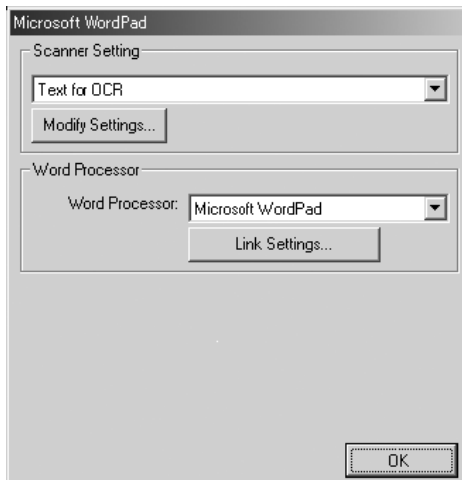 Microsoft WordPad
Scanner Setting
Text for OCR
Modify Settings...
Word Processor
Word Processor: Microsoft WordPad
Link Settings...
OK